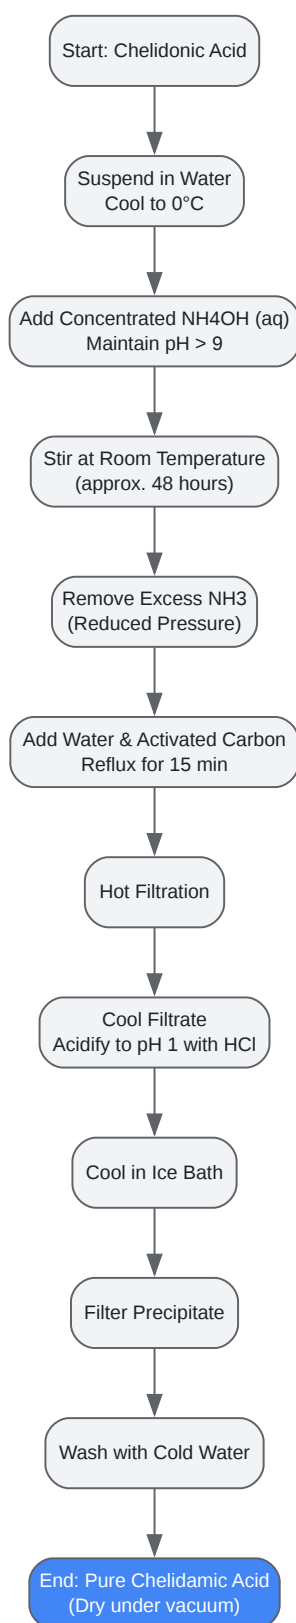 Start: Chelidonic Acid
Suspend in Water
Cool to 0°C
Add Concentrated NH4OH (aq)
Maintain pH > 9
Stir at Room Temperature
(approx. 48 hours)
Remove Excess NH3
(Reduced Pressure)
Add Water & Activated Carbon
Reflux for 15 min
Hot Filtration
Cool Filtrate
Acidify to pH 1 with HCl
Cool in Ice Bath
Filter Precipitate
Wash with Cold Water
End: Pure Chelidamic Acid
(Dry under vacuum)